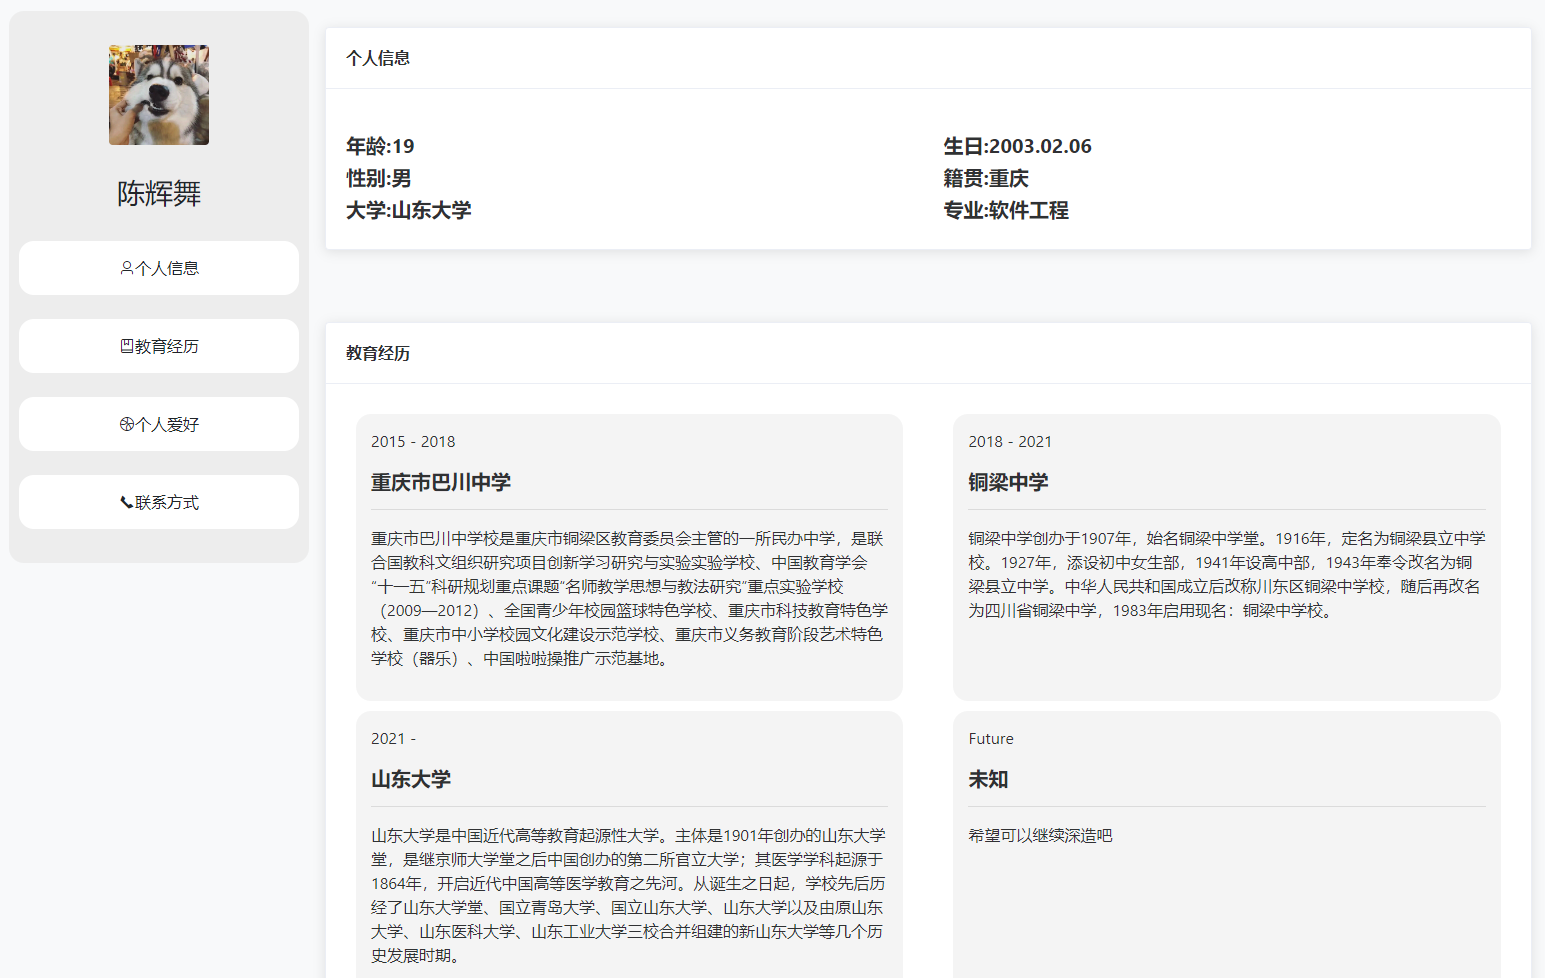 陈辉舞
个人信息
教育经历
个人爱好
联系方式
个人信息
年龄:19
性别:男
大学:山东大学
生日:2003.02.06
籍贯:重庆
专业:软件工程
教育经历
2015 - 2018
重庆市巴川中学
重庆市巴川中学校是重庆市铜梁区教育委员会主管的一所民办中学，是联
合国教科文组织研究项目创新学习研究与实验实验学校、中国教育学会
“十一五”科研规划重点课题“名师教学思想与教法研究”重点实验学校
（2009—2012）、全国青少年校园篮球特色学校、重庆市科技教育特色学
校、重庆市中小学校园文化建设示范学校、重庆市义务教育阶段艺术特色
学校（器乐）、中国啦啦操推广示范基地。
2018 - 2021
铜梁中学
铜梁中学创办于1907年，始名铜梁中学堂。1916年，定名为铜梁县立中学
校。1927年，添设初中女生部，1941年设高中部，1943年奉令改名为铜
梁县立中学。中华人民共和国成立后改称川东区铜梁中学校，随后再改名
为四川省铜梁中学，1983年启用现名：铜梁中学校。
2021 -
山东大学
山东大学是中国近代高等教育起源性大学。主体是1901年创办的山东大学
堂，是继京师大学堂之后中国创办的第二所官立大学；其医学学科起源于
1864年，开启近代中国高等医学教育之先河。从诞生之日起，学校先后历
经了山东大学堂、国立青岛大学、国立山东大学、山东大学以及由原山东
大学、山东医科大学、山东工业大学三校合并组建的新山东大学等几个历
史发展时期。
Future
未知
希望可以继续深造吧